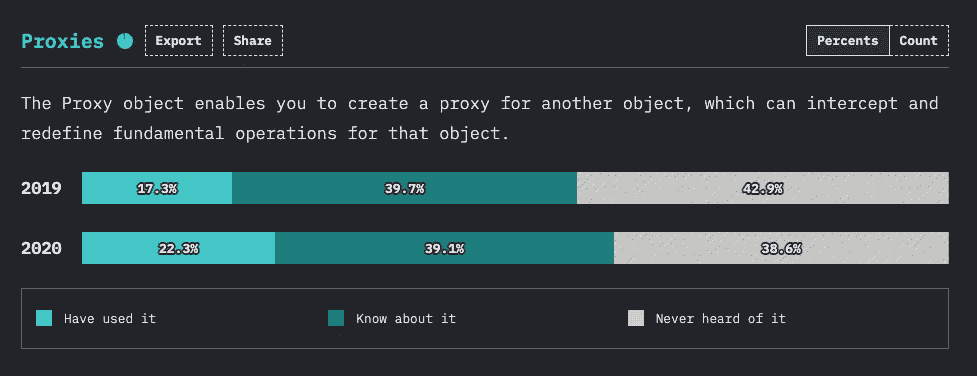 Proxies Export Share Percents Count
The Proxy object enables you to create a proxy for another object, which can intercept and
redefine fundamental operations for that object.
2019 17.3% 39.7% 42.9%
2020 22.3% 39.1% 38.6%
Have used it Know about it Never heard of it